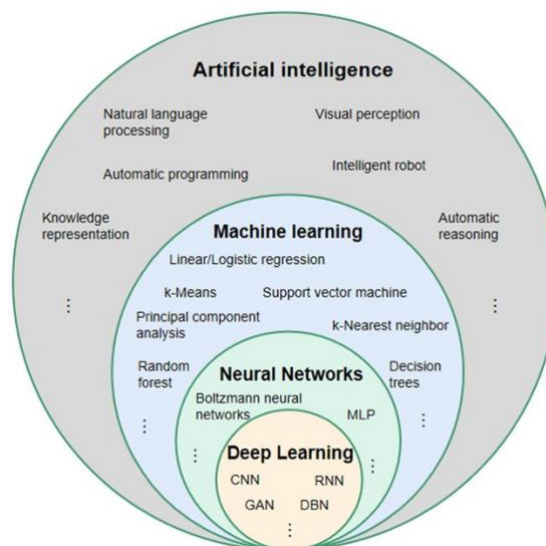 Artificial intelligence
Natural language
processing
Visual perception
Automatic programming
Intelligent robot
Knowledge
representation
Automatic
reasoning
⋮
⋮
Machine learning
Linear/Logistic regression
k-Means
Support vector machine
Principal component
analysis
k-Nearest neighbor
Random
forest
Decision
trees
⋮
⋮
Neural Networks
Boltzmann neural
networks
MLP
⋮
⋮
Deep Learning
CNN
RNN
GAN
DBN
⋮